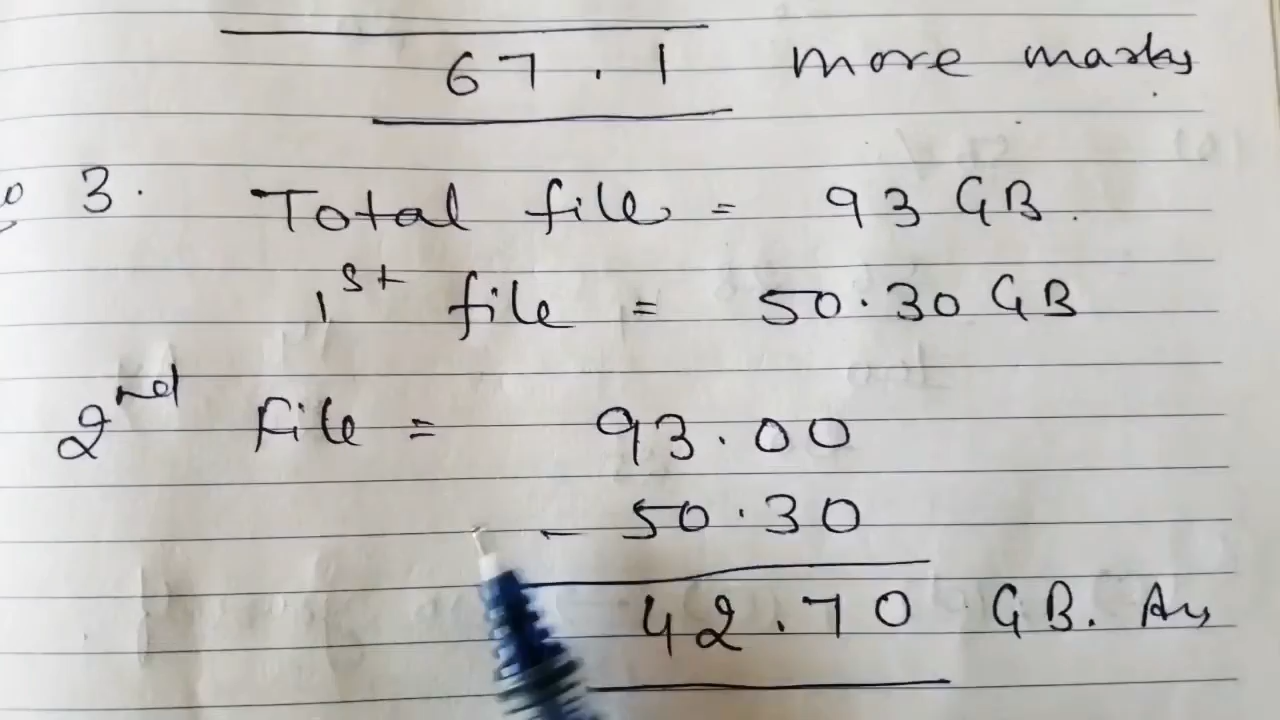 67.1 more marks
3. Total file = 93 GB.
1st file = 50.30 GB
2nd File = 93.00
- 50.30
42.70 GB. Ans